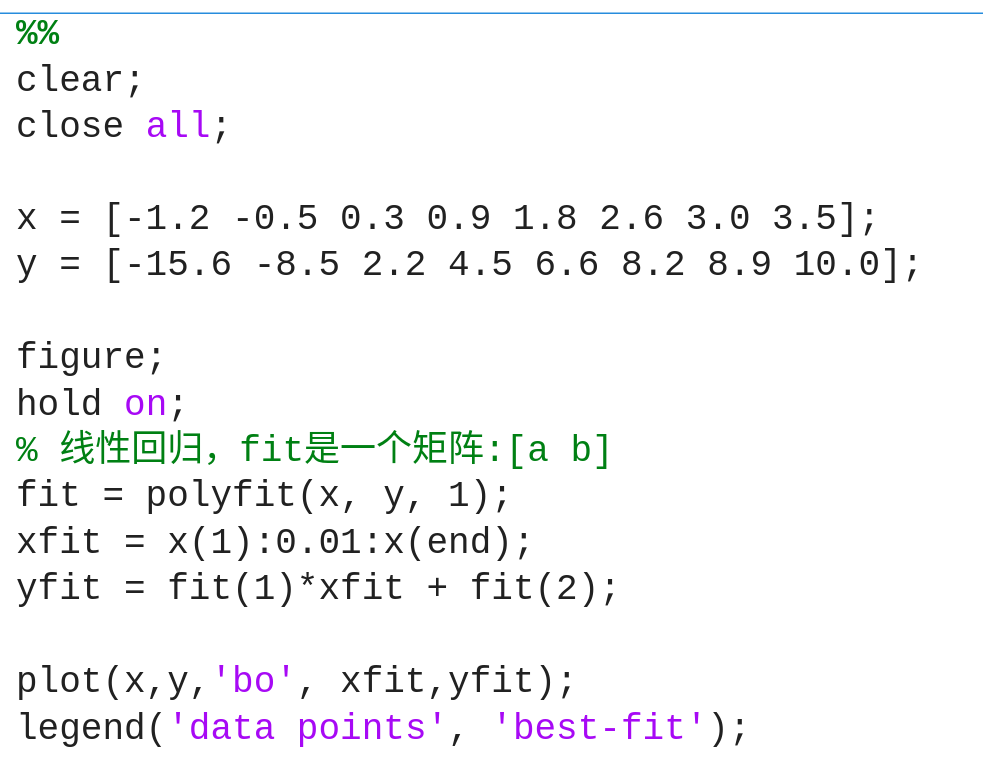 %%
clear;
close all;
x = [-1.2 -0.5 0.3 0.9 1.8 2.6 3.0 3.5];
y = [-15.6 -8.5 2.2 4.5 6.6 8.2 8.9 10.0];
figure;
hold on;
% 线性回归，fit是一个矩阵:[a b]
fit = polyfit(x, y, 1);
xfit = x(1):0.01:x(end);
yfit = fit(1)*xfit + fit(2);
plot(x,y,'bo', xfit,yfit);
legend('data points', 'best-fit');